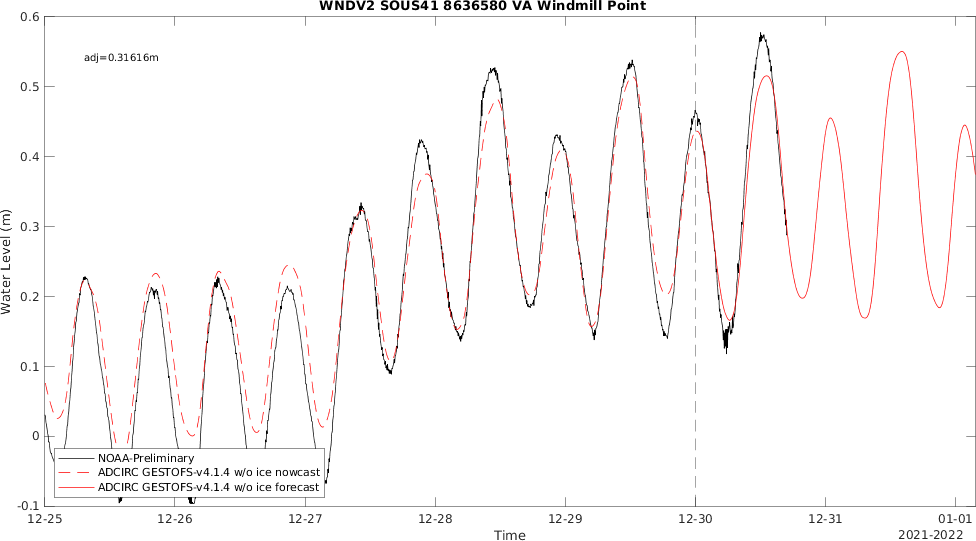 WNDV2 SOUS41 8636580 VA Windmill Point
0.6
adj=0.31616m
0.5
0.4
0.3
0.2
0.1
0
-0.1
Water Level (m)
NOAA-Preliminary
ADCIRC GESTOFS-v4.1.4 w/o ice nowcast
ADCIRC GESTOFS-v4.1.4 w/o ice forecast
12-25 12-26 12-27 12-28 12-29 12-30 12-31 01-01
Time
2021-2022